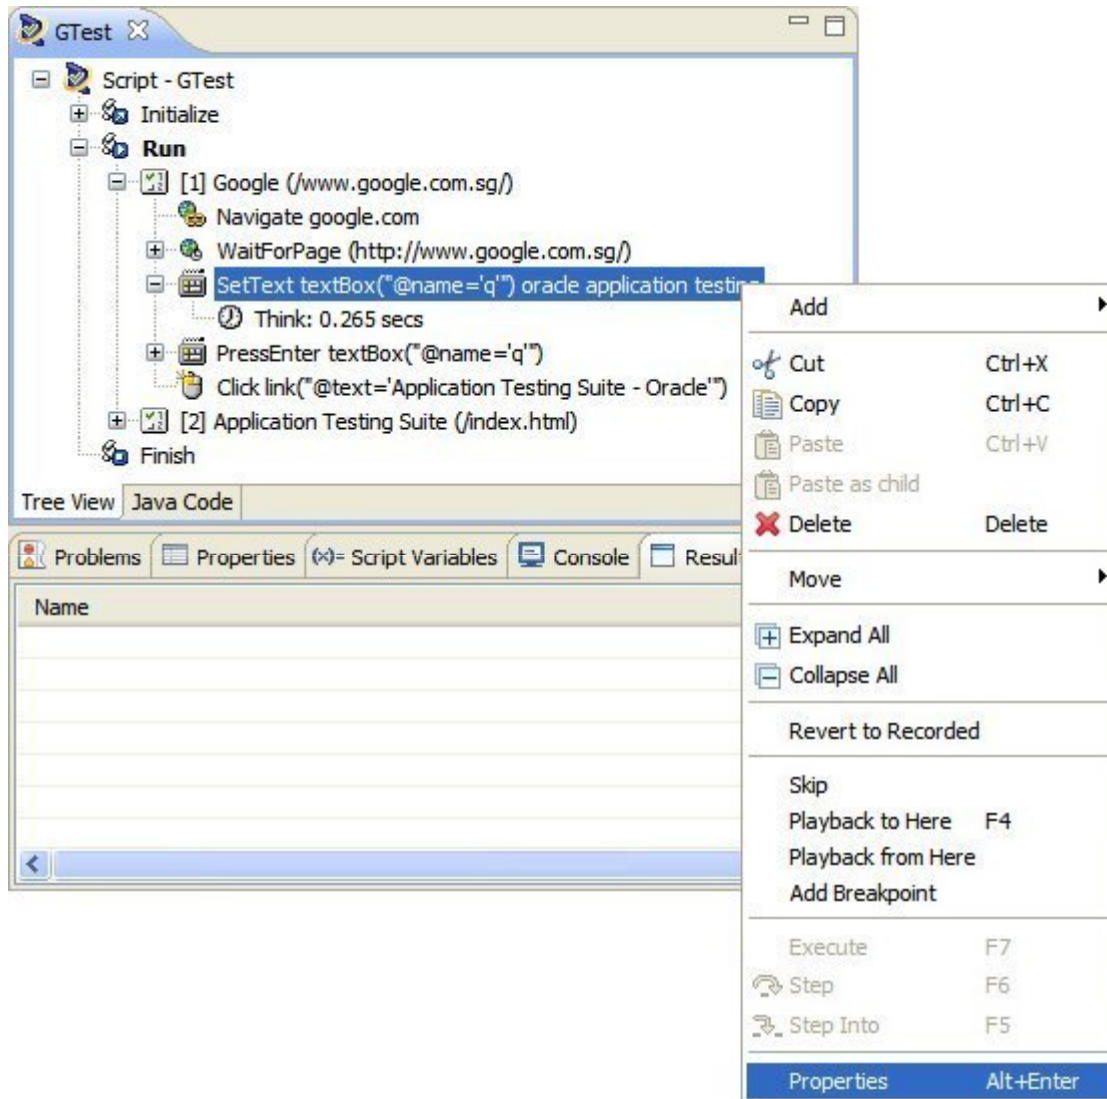 GTest
Script - GTest
Initialize
Run
[1] Google (/www.google.com.sg/)
Navigate google.com
WaitForPage (http://www.google.com.sg/)
SetText textBox("@name='q'") oracle application testing
Think: 0.265 secs
PressEnter textBox("@name='q'")
Click link("@text='Application Testing Suite - Oracle'")
[2] Application Testing Suite (/index.html)
Finish
Tree View Java Code
Problems Properties (x)= Script Variables Console Resul
Name
Add
Cut Ctrl+X
Copy Ctrl+C
Paste Ctrl+V
Paste as child
Delete Delete
Move
Expand All
Collapse All
Revert to Recorded
Skip
Playback to Here F4
Playback from Here
Add Breakpoint
Execute F7
Step F6
Step Into F5
Properties Alt+Enter